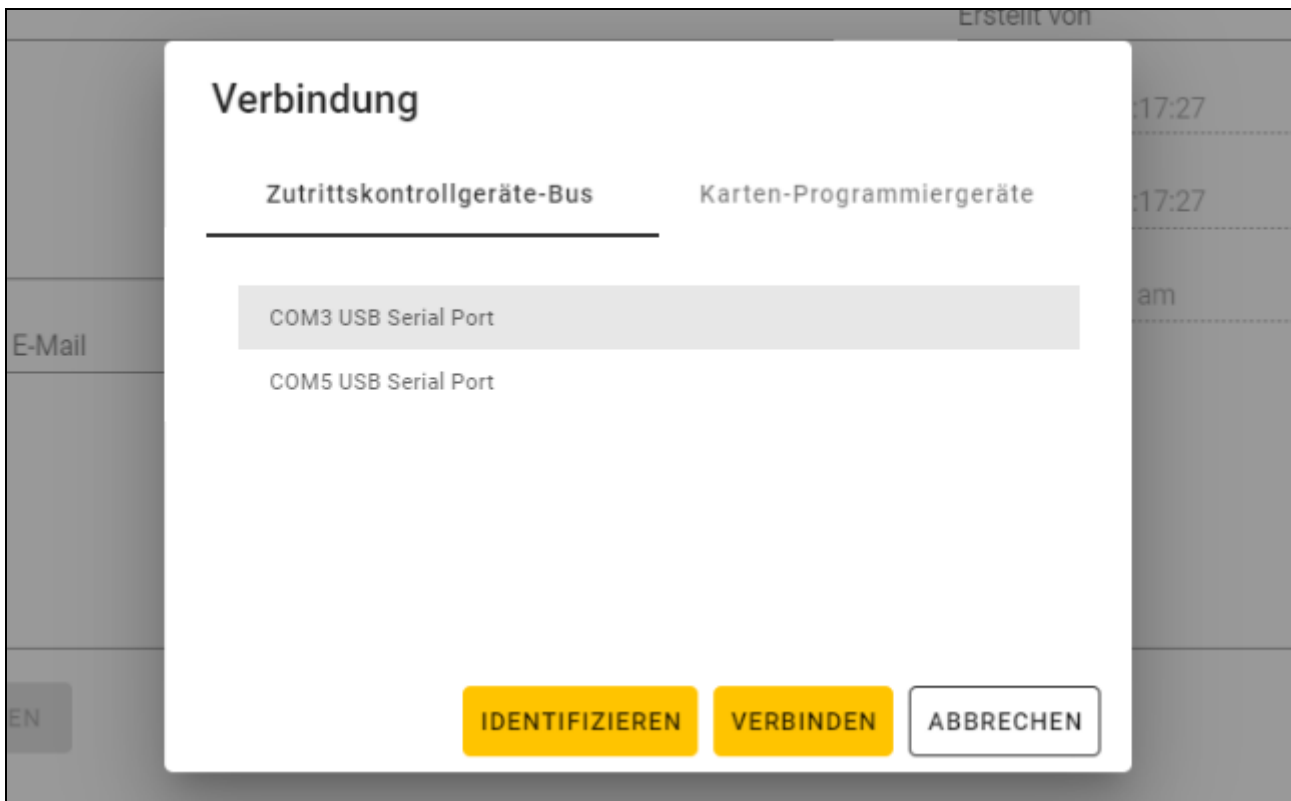 Erstellt von
Verbindung
:17:27
Zutrittskontrollgeräte-Bus Karten-Programmiergeräte
:17:27
am
COM3 USB Serial Port
E-Mail
COM5 USB Serial Port
EN
IDENTIFIZIEREN VERBINDEN ABBRECHEN